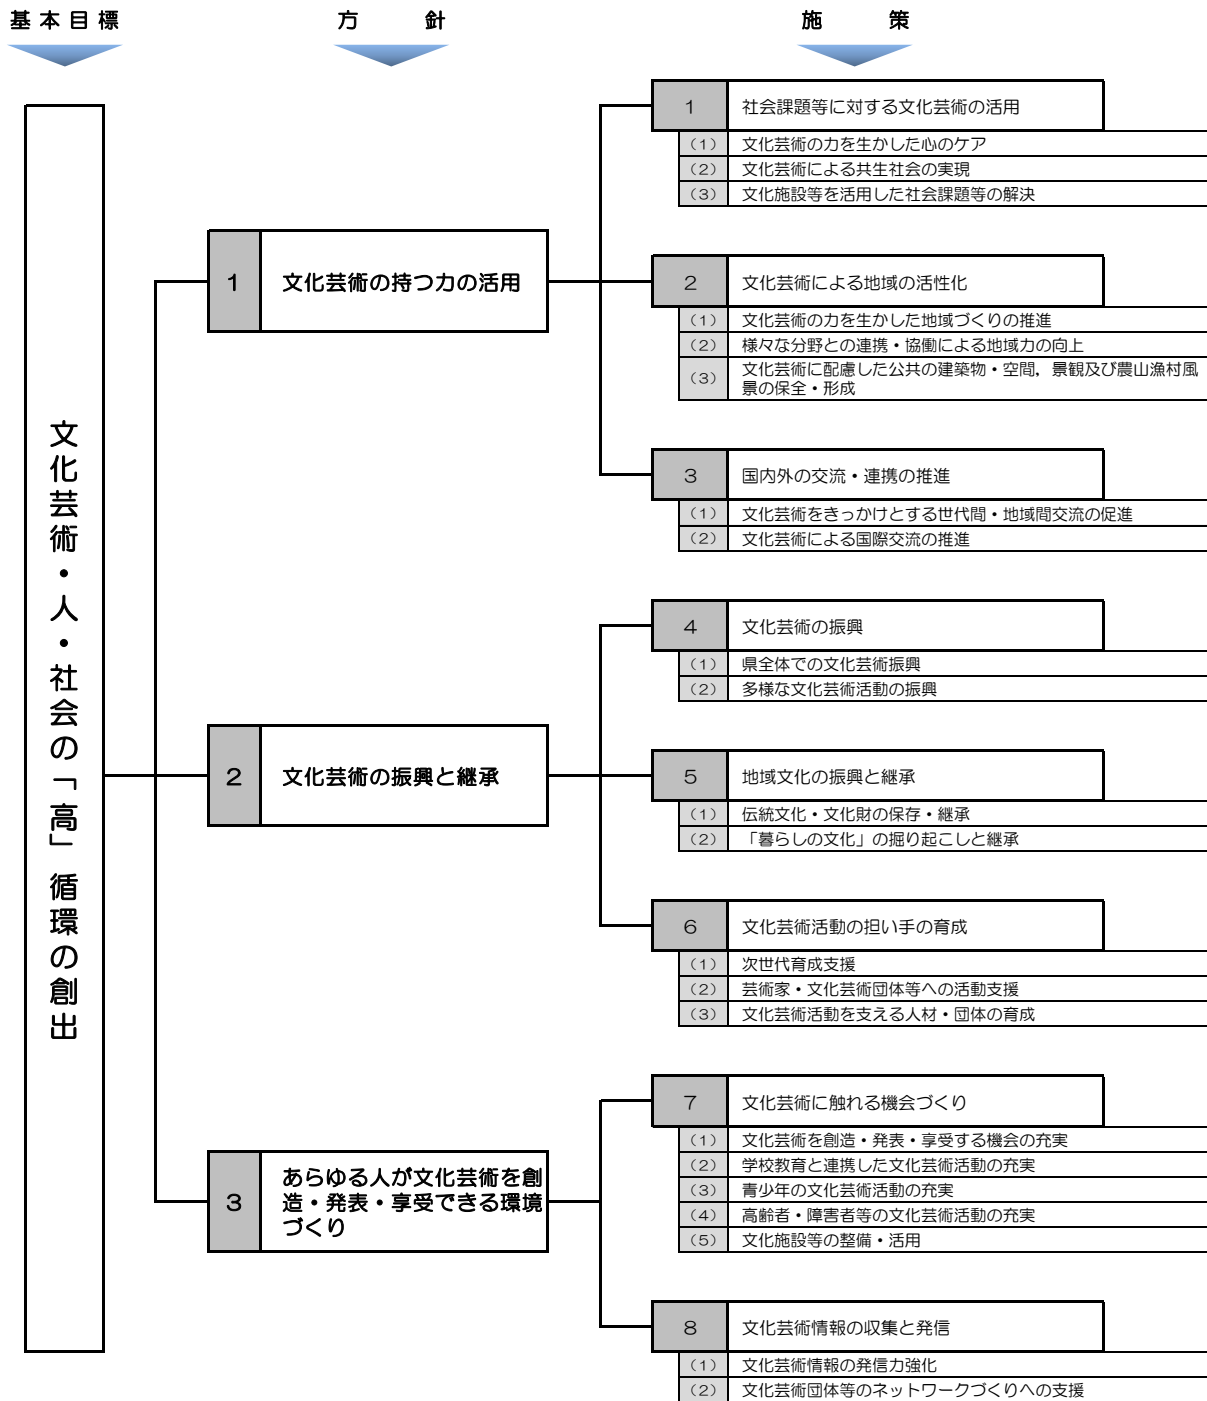 基本目標 方針 施策
文化芸術・人・社会の「高」循環の創出
1 文化芸術の持つ力の活用
1 社会課題等に対する文化芸術の活用
（1） 文化芸術の力を生かした心のケア
（2） 文化芸術による共生社会の実現
（3） 文化施設等を活用した社会課題等の解決
2 文化芸術による地域の活性化
（1） 文化芸術の力を生かした地域づくりの推進
（2） 様々な分野との連携・協働による地域力の向上
（3） 文化芸術に配慮した公共の建築物・空間，景観及び農山漁村風
景の保全・形成
3 国内外の交流・連携の推進
（1） 文化芸術をきっかけとする世代間・地域間交流の促進
（2） 文化芸術による国際交流の推進
2 文化芸術の振興と継承
4 文化芸術の振興
（1） 県全体での文化芸術振興
（2） 多様な文化芸術活動の振興
5 地域文化の振興と継承
（1） 伝統文化・文化財の保存・継承
（2） 「暮らしの文化」の掘り起こしと継承
6 文化芸術活動の担い手の育成
（1） 次世代育成支援
（2） 芸術家・文化芸術団体等への活動支援
（3） 文化芸術活動を支える人材・団体の育成
3 あらゆる人が文化芸術を創
造・発表・享受できる環境
づくり
7 文化芸術に触れる機会づくり
（1） 文化芸術を創造・発表・享受する機会の充実
（2） 学校教育と連携した文化芸術活動の充実
（3） 青少年の文化芸術活動の充実
（4） 高齢者・障害者等の文化芸術活動の充実
（5） 文化施設等の整備・活用
8 文化芸術情報の収集と発信
（1） 文化芸術情報の発信力強化
（2） 文化芸術団体等のネットワークづくりへの支援